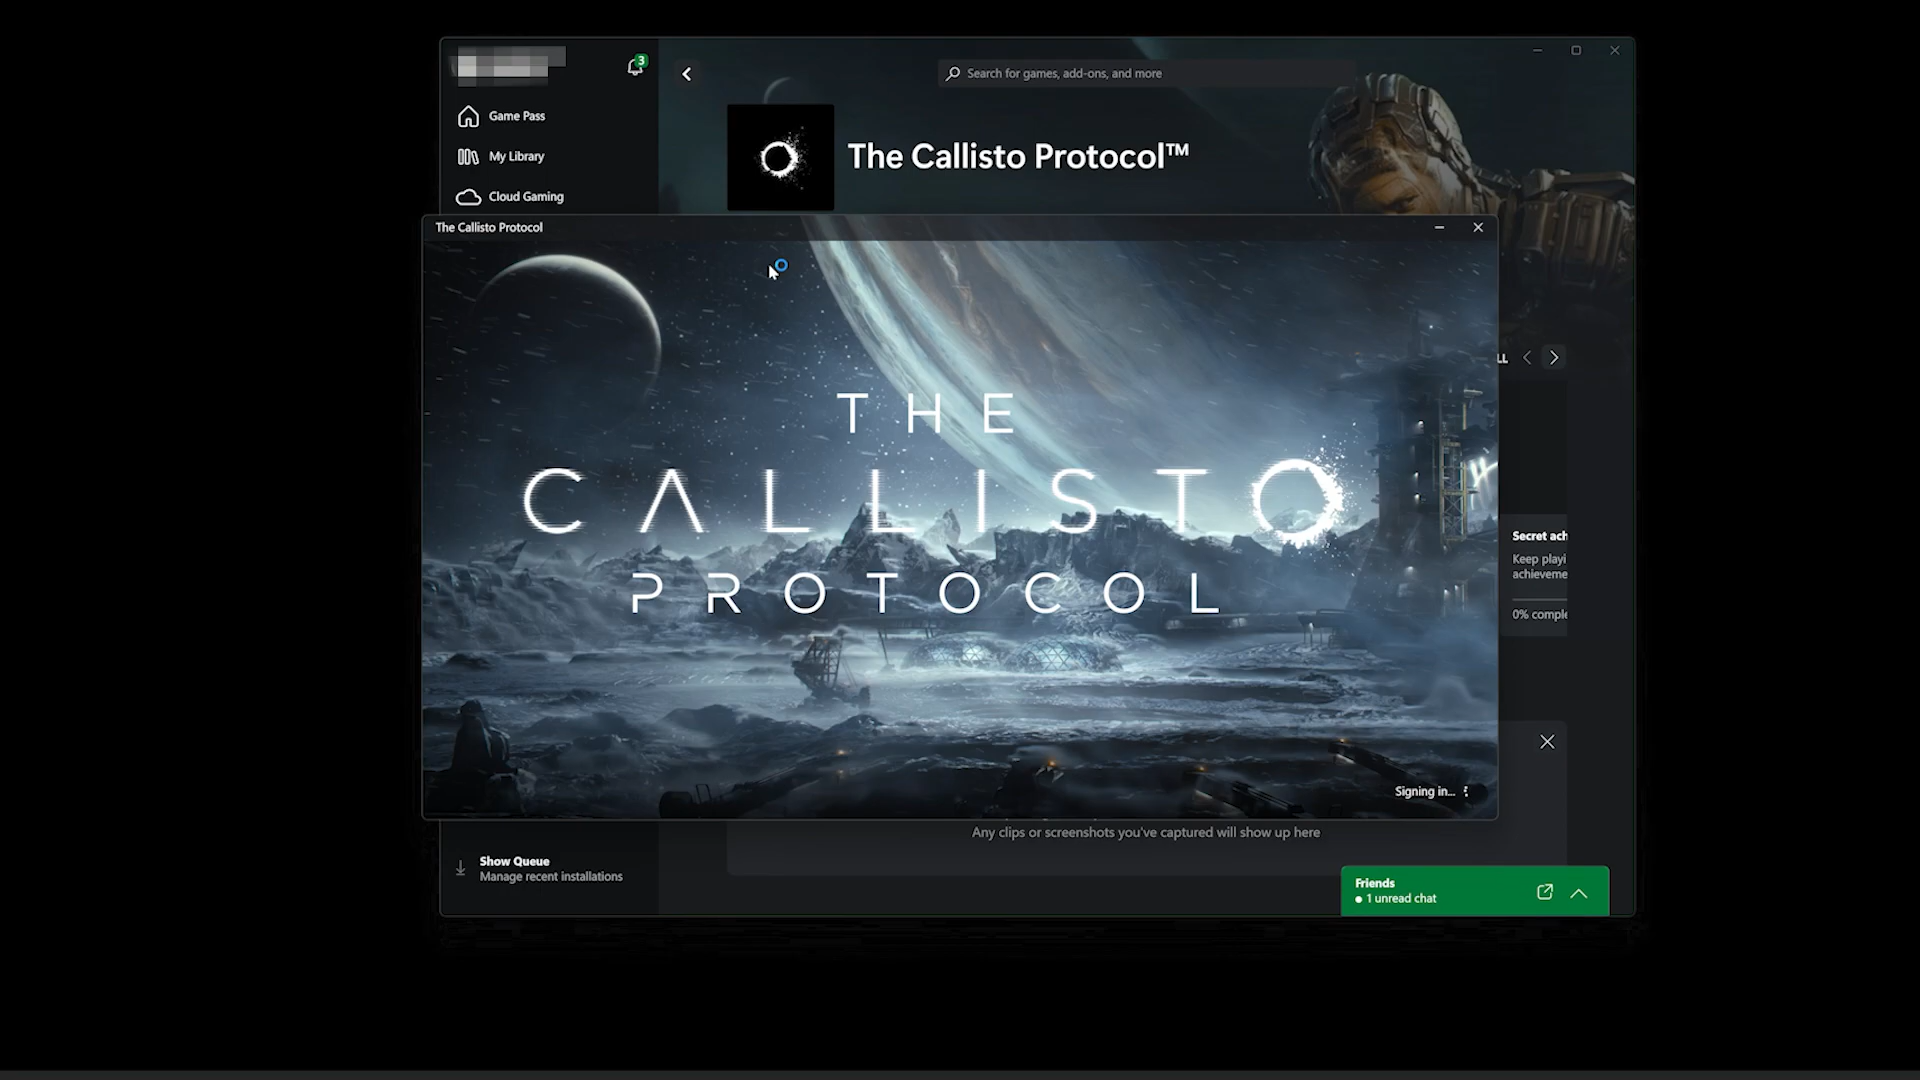 3
Search for games, add-ons, and more
Game Pass
My Library
Cloud Gaming
The Callisto Protocol™
The Callisto Protocol
THE
CALLISTO
PROTOCOL
LL
Secret ach
Keep playi
achieveme
0% comple
Signing in...
Any clips or screenshots you've captured will show up here
Show Queue
Manage recent installations
Friends
1 unread chat